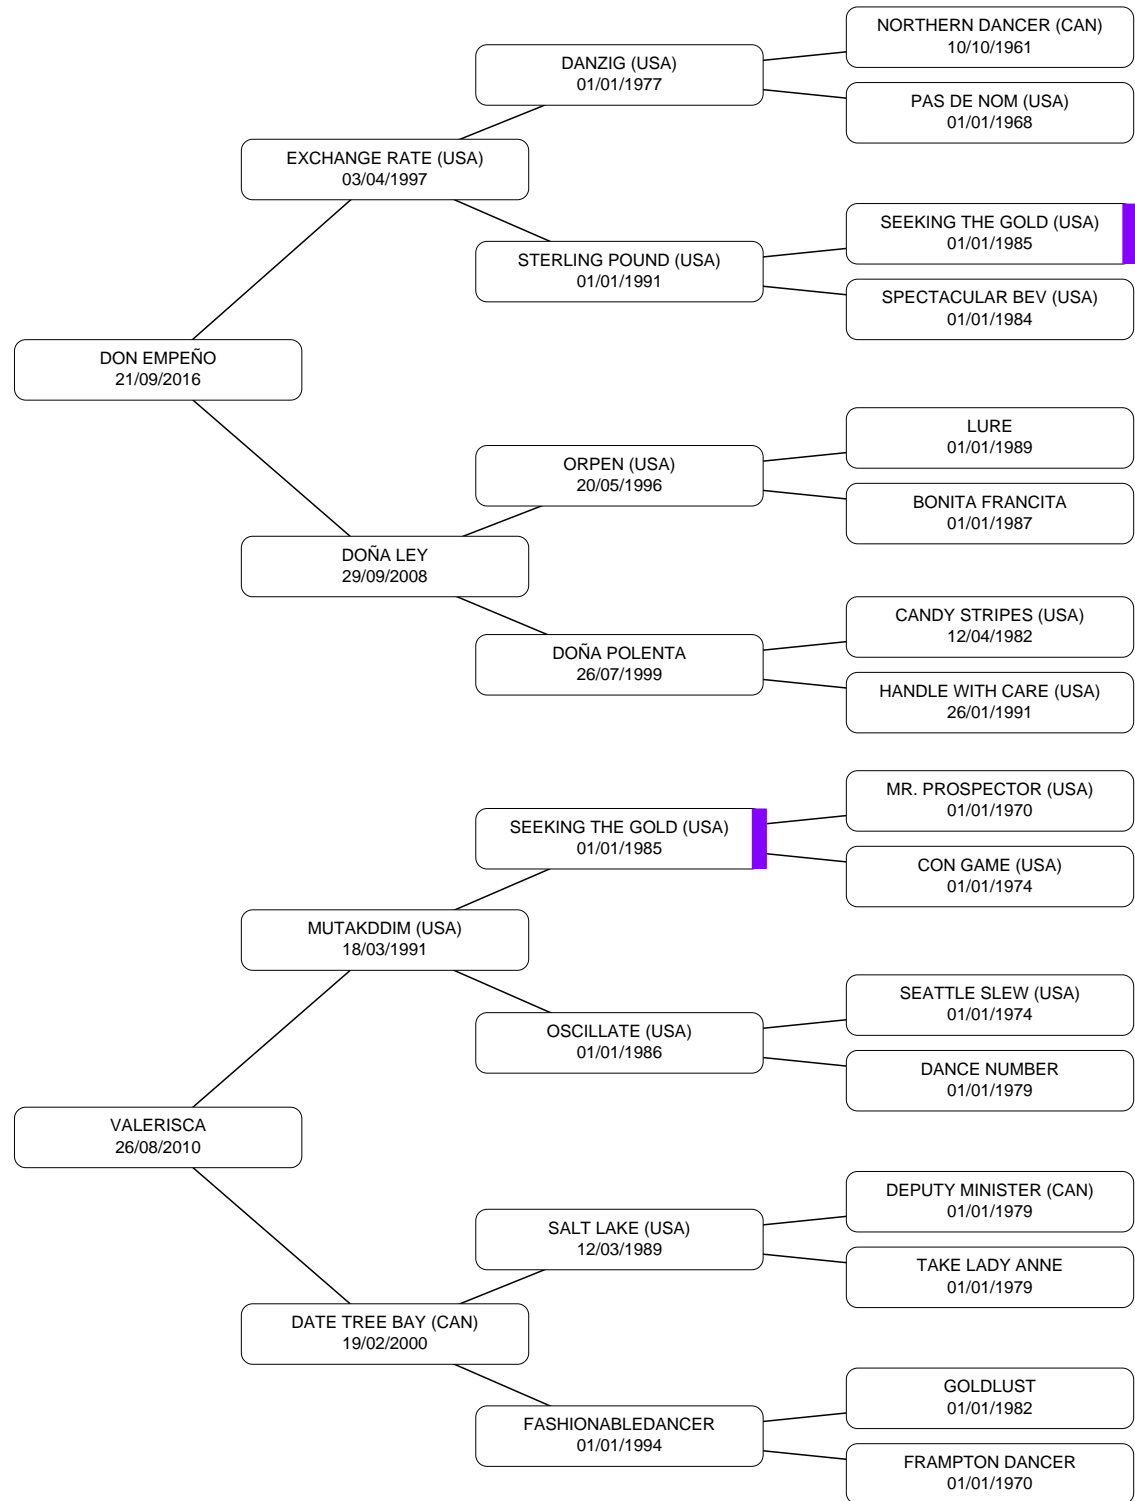 NORTHERN DANCER (CAN)
10/10/1961
DANZIG (USA)
01/01/1977
PAS DE NOM (USA)
01/01/1968
EXCHANGE RATE (USA)
03/04/1997
SEEKING THE GOLD (USA)
01/01/1985
STERLING POUND (USA)
01/01/1991
SPECTACULAR BEV (USA)
01/01/1984
DON EMPEÑO
21/09/2016
LURE
01/01/1989
ORPEN (USA)
20/05/1996
BONITA FRANCITA
01/01/1987
DOÑA LEY
29/09/2008
CANDY STRIPES (USA)
12/04/1982
DOÑA POLENTA
26/07/1999
HANDLE WITH CARE (USA)
26/01/1991
MR. PROSPECTOR (USA)
01/01/1970
SEEKING THE GOLD (USA)
01/01/1985
CON GAME (USA)
01/01/1974
MUTAKDDIM (USA)
18/03/1991
SEATTLE SLEW (USA)
01/01/1974
OSCILLATE (USA)
01/01/1986
DANCE NUMBER
01/01/1979
VALERISCA
26/08/2010
DEPUTY MINISTER (CAN)
01/01/1979
SALT LAKE (USA)
12/03/1989
TAKE LADY ANNE
01/01/1979
DATE TREE BAY (CAN)
19/02/2000
GOLDLUST
01/01/1982
FASHIONABLEDANCER
01/01/1994
FRAMPTON DANCER
01/01/1970